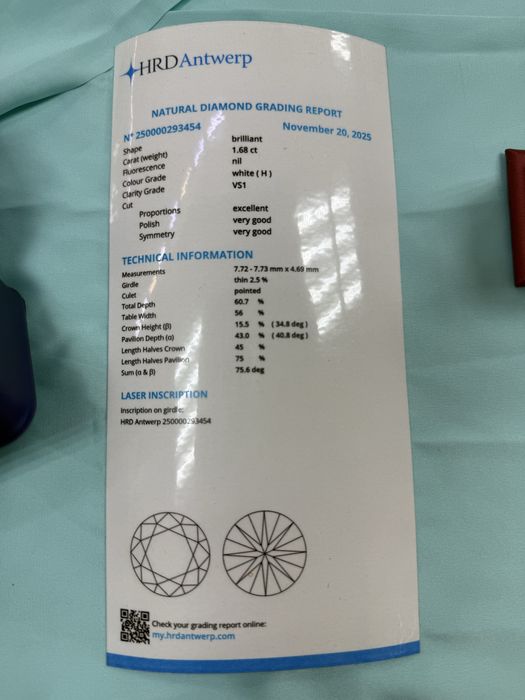 HRD Antwerp
NATURAL DIAMOND GRADING REPORT
N° 250000293454 November 20, 2025
Shape brilliant
Carat (weight) 1.68 ct
Fluorescence nil
Colour Grade white ( H )
Clarity Grade VS1
Cut
Proportions excellent
Polish very good
Symmetry very good
TECHNICAL INFORMATION
Measurements 7.72 - 7.73 mm x 4.69 mm
Girdle thin 2.5 %
Culet pointed
Total Depth 60.7 %
Table Width 56 %
Crown Height (β) 15.5 % ( 34.8 deg )
Pavilion Depth (α) 43.0 % ( 40.8 deg )
Length Halves Crown 45 %
Length Halves Pavilion 75 %
Sum (α & β) 75.6 deg
LASER INSCRIPTION
Inscription on girdle:
HRD Antwerp 250000293454
Check your grading report online:
my.hrdantwerp.com